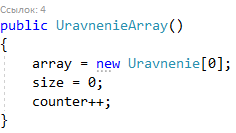 Ссылок: 4
public UravnenieArray()
{
    array = new Uravnenie[0];
    size = 0;
    counter++;
}